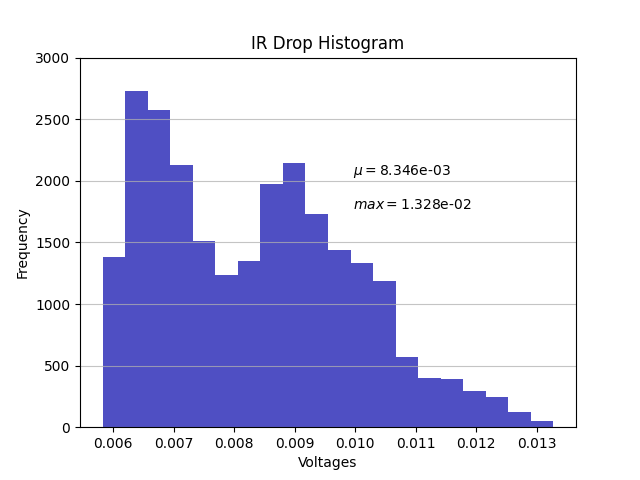 IR Drop Histogram
3000
2500
2000
1500
1000
500
0
Frequency
μ = 8.346e-03
max = 1.328e-02
0.006 0.007 0.008 0.009 0.010 0.011 0.012 0.013
Voltages